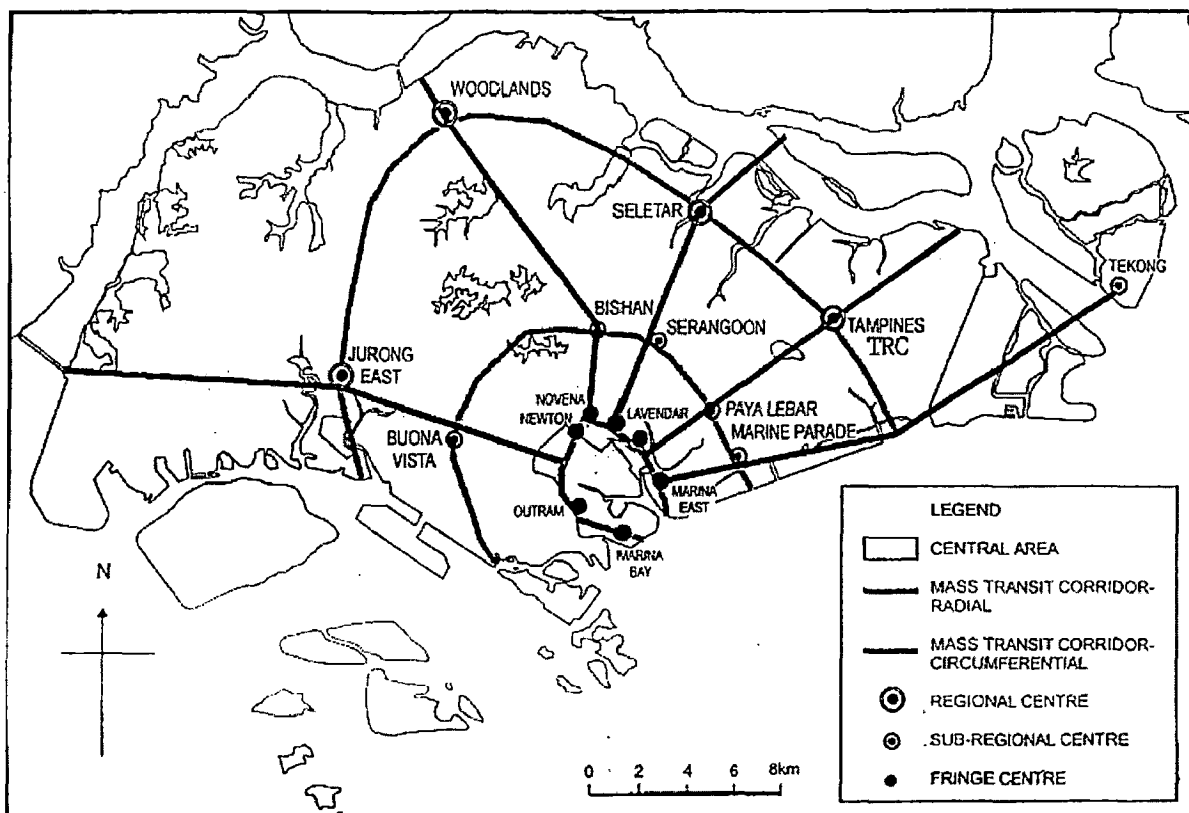 WOODLANDS
SELETAR
TEKONG
BISHAN
SERANGOON
TAMPINES
TRC
JURONG
EAST
NOVENA
NEWTON
LAVENDAR
PAYA LEBAR
MARINE PARADE
BUONA
VISTA
MARINA
EAST
OUTRAM
MARINA
BAY
N
0 2 4 6 8km
LEGEND
CENTRAL AREA
MASS TRANSIT CORRIDOR-
RADIAL
MASS TRANSIT CORRIDOR-
CIRCUMFERENTIAL
REGIONAL CENTRE
SUB-REGIONAL CENTRE
FRINGE CENTRE